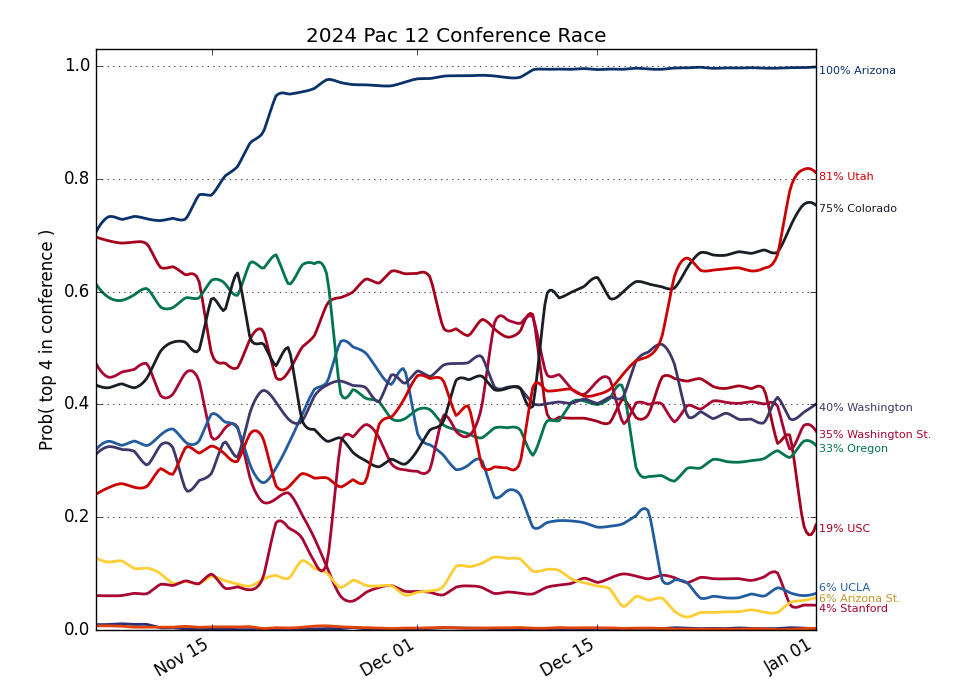 2024 Pac 12 Conference Race
Prob( top 4 in conference )
1.0
0.8
0.6
0.4
0.2
0.0
Nov 15
Dec 01
Dec 15
Jan 01
100% Arizona
81% Utah
75% Colorado
40% Washington
35% Washington St.
33% Oregon
19% USC
6% UCLA
6% Arizona St.
4% Stanford